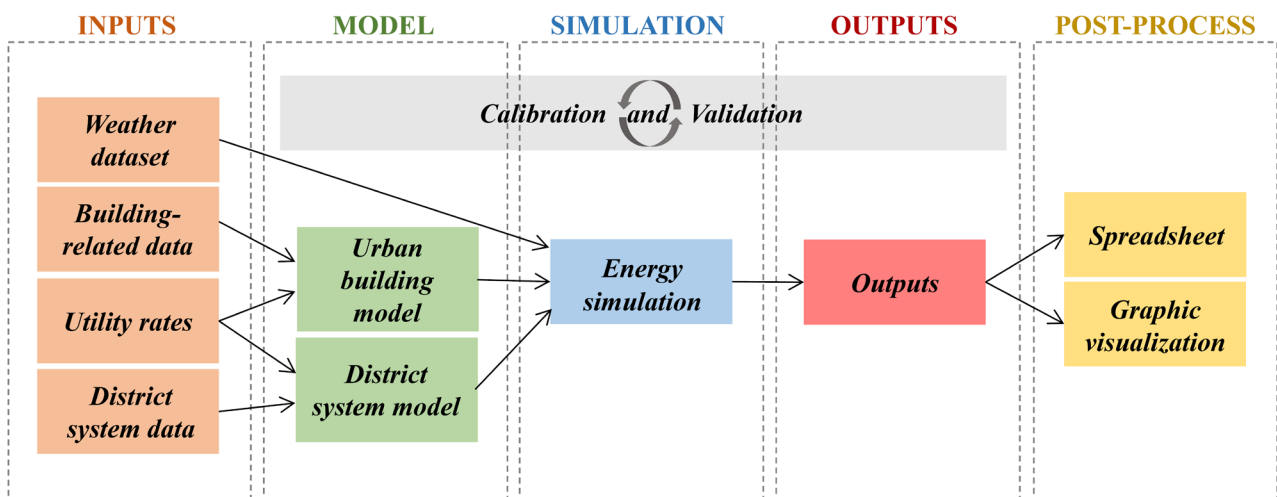 INPUTS
MODEL
SIMULATION
OUTPUTS
POST-PROCESS
Calibration and Validation
Weather
dataset
Building-
related data
Utility rates
District
system data
Urban
building
model
District
system model
Energy
simulation
Outputs
Spreadsheet
Graphic
visualization